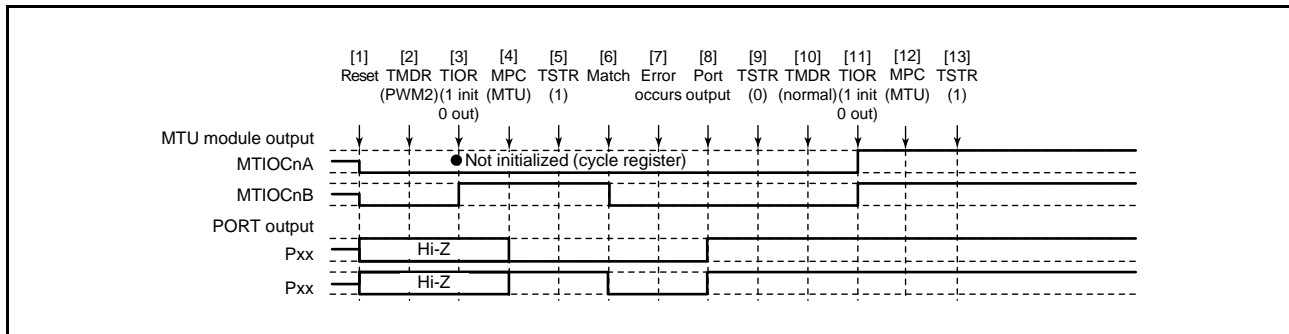 [1] [2] [3] [4] [5] [6] [7] [8] [9] [10] [11] [12] [13]
Reset TMDR TIOR MPC TSTR Match Error Port TSTR TMDR TIOR MPC TSTR
(PWM2) (1 init (MTU) (1) occurs output (0) (normal) (1 init (MTU) (1)
0 out) 0 out)
MTU module output
MTIOCnA ● Not initialized (cycle register)
MTIOCnB
PORT output
Pxx Hi-Z
Pxx Hi-Z